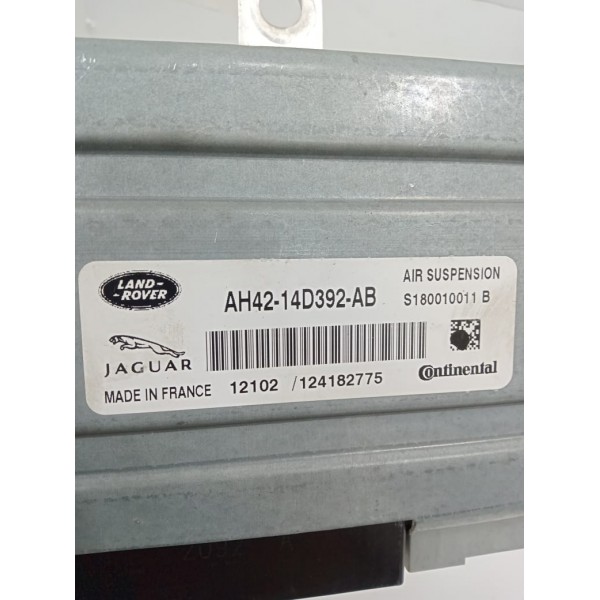 LAND-
-ROVER
AH42-14D392-AB
AIR SUSPENSION
S180010011 B
JAGUAR
MADE IN FRANCE
12102 /124182775
Continental